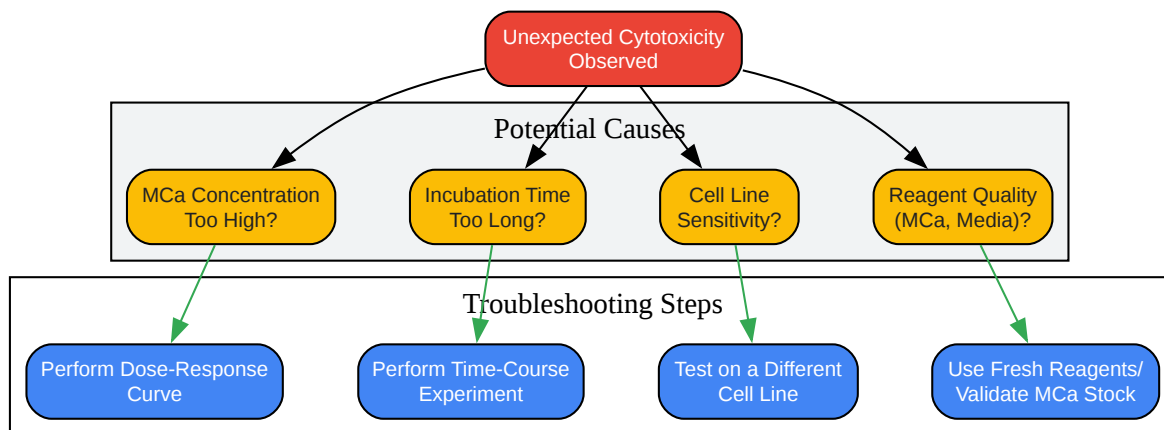 Unexpected Cytotoxicity
Observed
Potential Causes
MCa Concentration
Too High?
Incubation Time
Too Long?
Cell Line
Sensitivity?
Reagent Quality
(MCa, Media)?
Troubleshooting Steps
Perform Dose-Response
Curve
Perform Time-Course
Experiment
Test on a Different
Cell Line
Use Fresh Reagents/
Validate MCa Stock